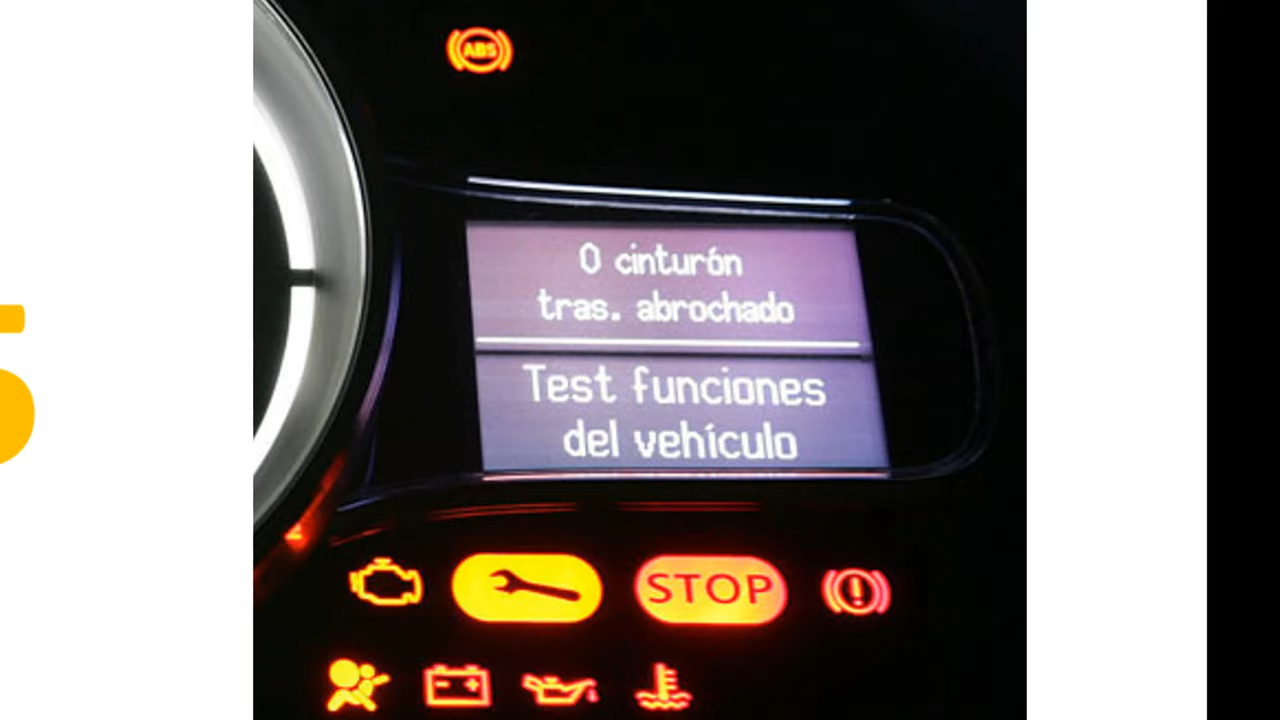 ABS
0 cinturón
tras. abrochado
Test funciones
del vehículo
STOP